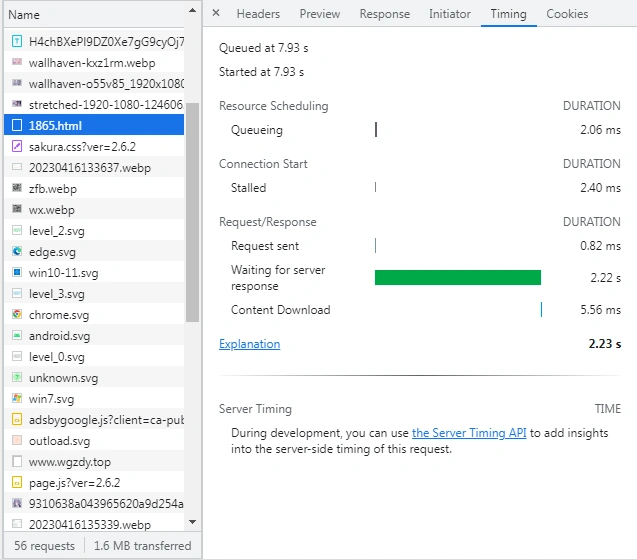 Name
H4chBXePI9DZ0Xe7gG9cyOj7
wallhaven-kxz1rm.webp
wallhaven-o55v85_1920x1080
stretched-1920-1080-124606
1865.html
sakura.css?ver=2.6.2
20230416133637.webp
zfb.webp
wx.webp
level_2.svg
edge.svg
win10-11.svg
level_3.svg
chrome.svg
android.svg
level_0.svg
unknown.svg
win7.svg
adsbygoogle.js?client=ca-pub
outload.svg
www.wgzdy.top
page.js?ver=2.6.2
9310638a043965620a9d254a
20230416135339.webp
56 requests
1.6 MB transferred
Headers Preview Response Initiator Timing Cookies
Queued at 7.93 s
Started at 7.93 s
Resource Scheduling DURATION
Queueing 2.06 ms
Connection Start DURATION
Stalled 2.40 ms
Request/Response DURATION
Request sent 0.82 ms
Waiting for server
response 2.22 s
Content Download 5.56 ms
Explanation 2.23 s
Server Timing TIME
During development, you can use the Server Timing API to add insights
into the server-side timing of this request.